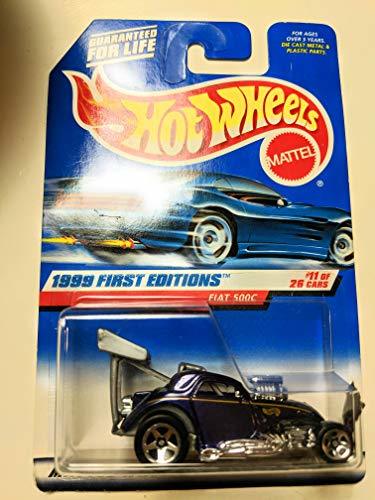 GUARANTEED
FOR LIFE
FOR AGES
OVER 3 YEARS.
DIE CAST METAL &
PLASTIC PARTS.
HOT WHEELS
MATTEL
®
1999 FIRST EDITIONS™
#11 OF
26 CARS
FIAT 500C